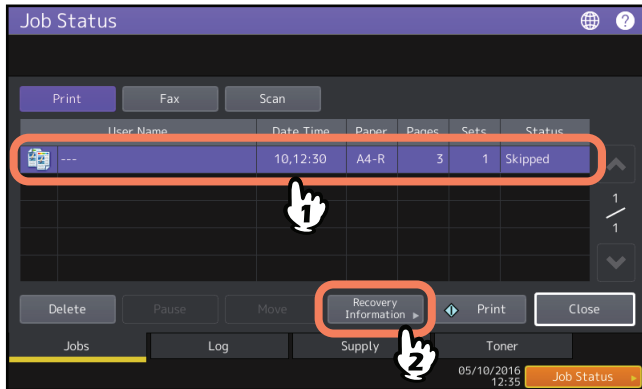 Job Status
?
Print Fax Scan
User Name Date Time Paper Pages Sets Status
--- 10,12:30 A4-R 3 1 Skipped
1
1
1
Delete Pause Move Recovery Information Print Close
2
Jobs Log Supply Toner
05/10/2016
12:35
Job Status